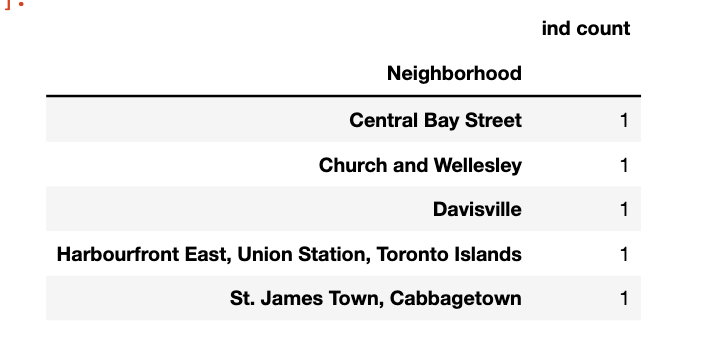 ]:
ind count
Neighborhood
Central Bay Street 1
Church and Wellesley 1
Davisville 1
Harbourfront East, Union Station, Toronto Islands 1
St. James Town, Cabbagetown 1